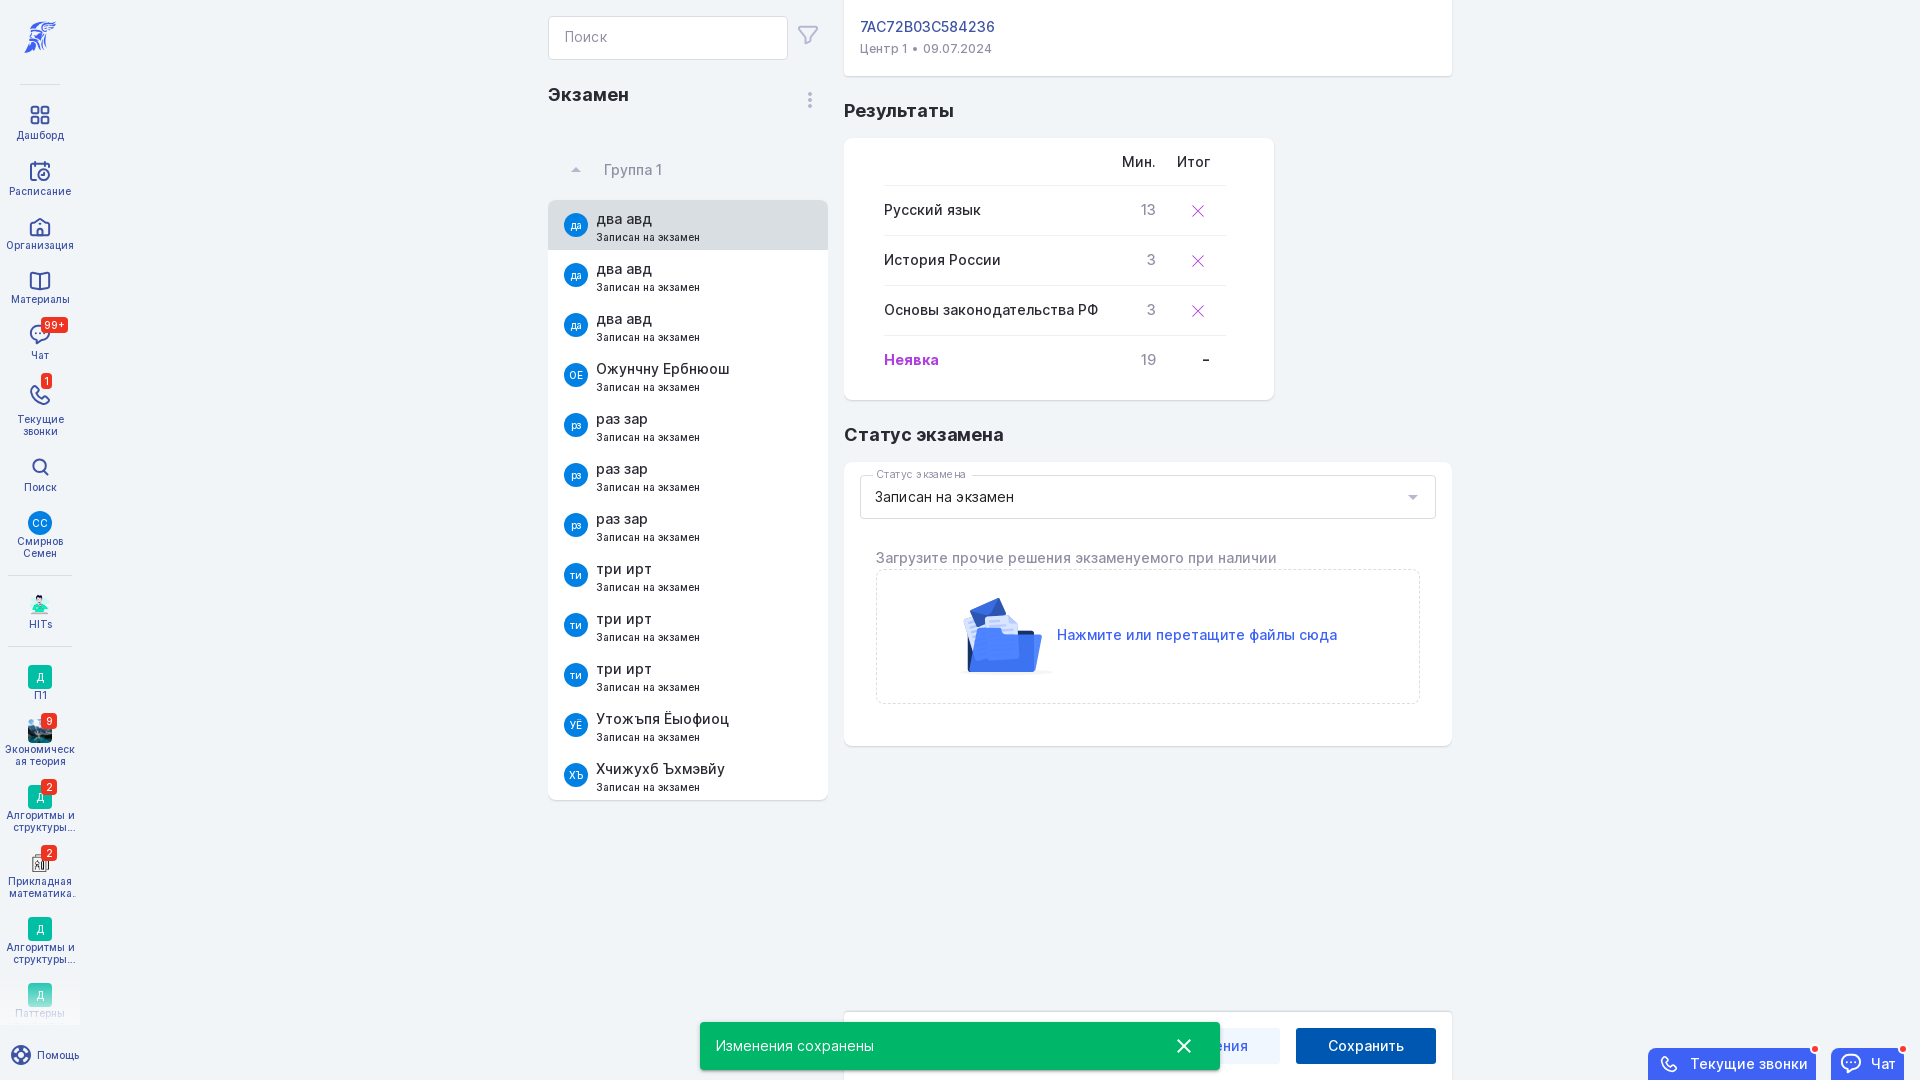 Дашборд
Расписание
Организация
Материалы
99+
Чат
1
Текущие
звонки
Поиск
СС
Смирнов
Семен
HITs
Д
П1
9
Экономическ
ая теория
2
Д
Алгоритмы и
структуры...
2
Прикладная
математика.
Д
Алгоритмы и
структуры...
Д
Паттерны
Помощь
Поиск
Экзамен
Группа 1
да
два авд
Записан на экзамен
да
два авд
Записан на экзамен
да
два авд
Записан на экзамен
ОЕ
Ожунчну Ербнюош
Записан на экзамен
рз
раз зар
Записан на экзамен
рз
раз зар
Записан на экзамен
рз
раз зар
Записан на экзамен
ти
три ирт
Записан на экзамен
ти
три ирт
Записан на экзамен
ти
три ирт
Записан на экзамен
УЁ
Утожъпя Ёыофиоц
Записан на экзамен
ХЪ
Хчижухб Ъхмэвйу
Записан на экзамен
7AC72B03C584236
Центр 1 • 09.07.2024
Результаты
Мин. Итог
Русский язык 13
История России 3
Основы законодательства РФ 3
Неявка 19 -
Статус экзамена
Статус экзамена
Записан на экзамен
Загрузите прочие решения экзаменуемого при наличии
Нажмите или перетащите файлы сюда
Изменения сохранены
Сохранить
Текущие звонки
Чат